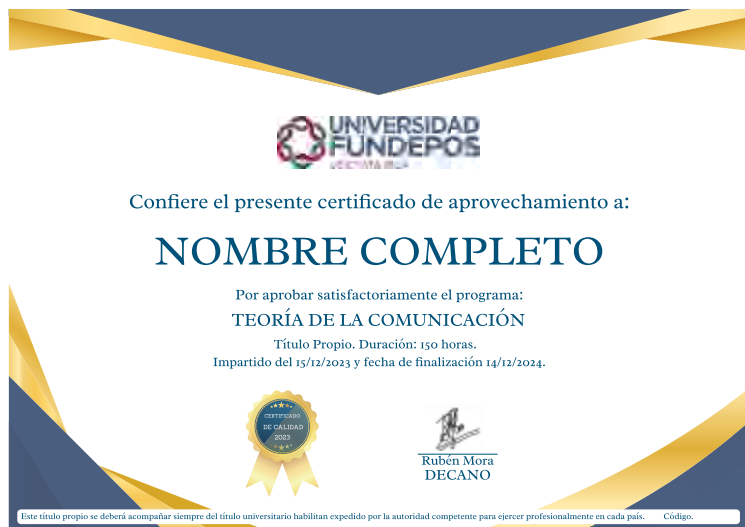 UNIVERSIDAD
FUNDEPOS
Confiere el presente certificado de aprovechamiento a:
NOMBRE COMPLETO
Por aprobar satisfactoriamente el programa:
TEORÍA DE LA COMUNICACIÓN
Título Propio. Duración: 150 horas.
Impartido del 15/12/2023 y fecha de finalización 14/12/2024.
CERTIFICADO
DE CALIDAD
2023
Rubén Mora
DECANO
Este título propio se deberá acompañar siempre del título universitario habilitan expedido por la autoridad competente para ejercer profesionalmente en cada país. Código.